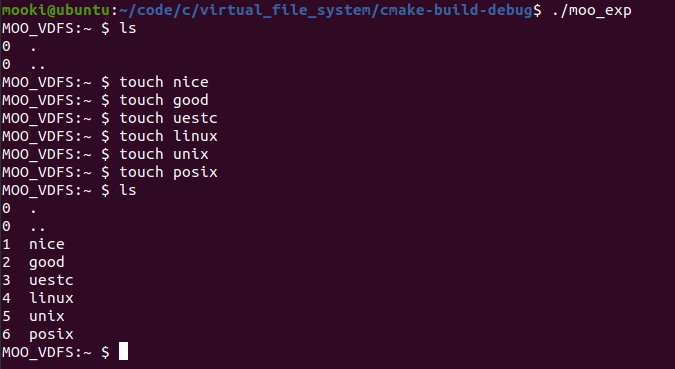 mooki@ubuntu:~/code/c/virtual_file_system/cmake-build-debug$ ./moo_exp
MOO_VDFS:~ $ ls
0  .
0  ..
MOO_VDFS:~ $ touch nice
MOO_VDFS:~ $ touch good
MOO_VDFS:~ $ touch uestc
MOO_VDFS:~ $ touch linux
MOO_VDFS:~ $ touch unix
MOO_VDFS:~ $ touch posix
MOO_VDFS:~ $ ls
0  .
0  ..
1  nice
2  good
3  uestc
4  linux
5  unix
6  posix
MOO_VDFS:~ $